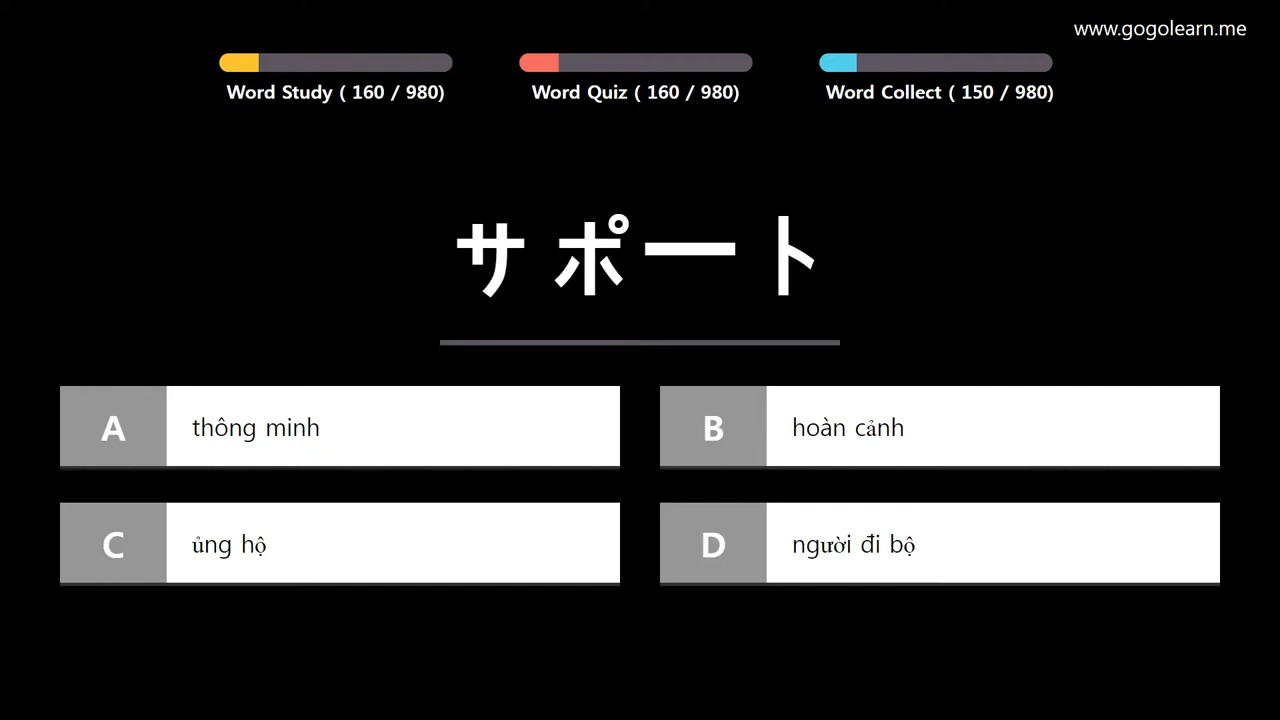 www.gogolearn.me
Word Study ( 160 / 980)
Word Quiz ( 160 / 980)
Word Collect ( 150 / 980)
サポート
A
thông minh
B
hoàn cảnh
C
ủng hộ
D
người đi bộ